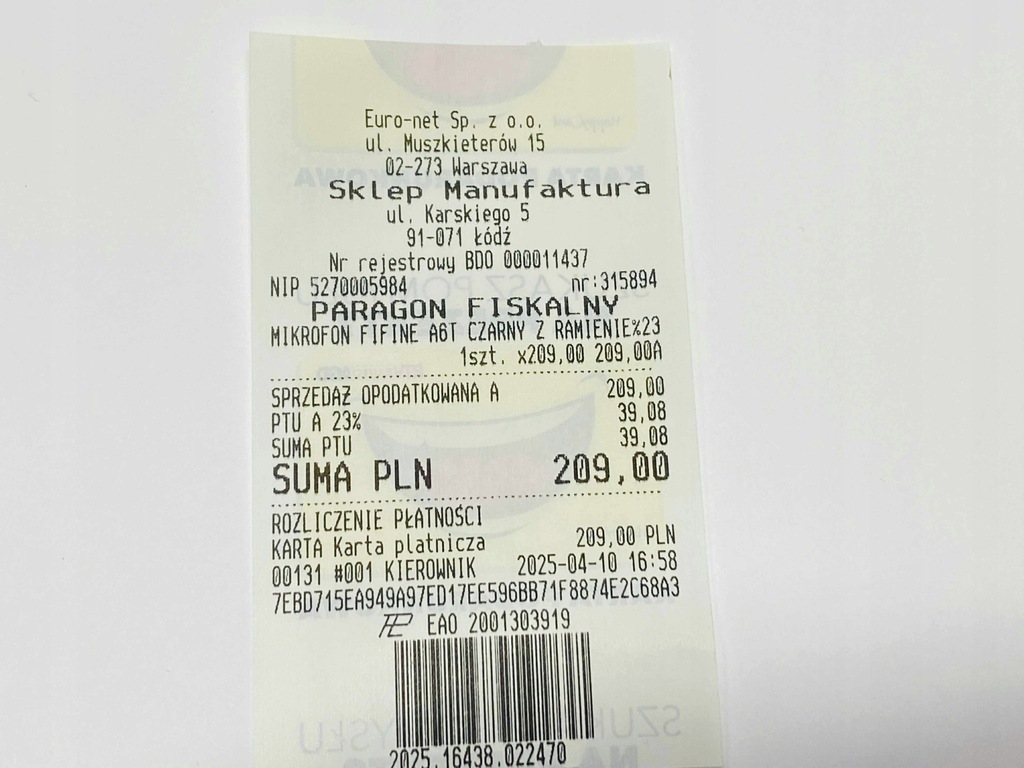 Euro-net Sp. z o.o.
ul. Muszkieterów 15
02-273 Warszawa
Sklep Manufaktura
ul. Karskiego 5
91-071 Łódź
Nr rejestrowy BDO 000011437
NIP 5270005984 nr:315894
PARAGON FISKALNY
MIKROFON FIFINE A6T CZARNY Z RAMIENIE%23
1szt. x209,00 209,00A
SPRZEDAŻ OPODATKOWANA A 209,00
PTU A 23% 39,08
SUMA PTU 39,08
SUMA PLN 209,00
ROZLICZENIE PŁATNOŚCI
KARTA Karta platnicza 209,00 PLN
00131 #001 KIEROWNIK 2025-04-10 16:58
7EBD715EA949A97ED17EE596BB71F8874E2C68A3
EAO 2001303919
2025.16438.022470